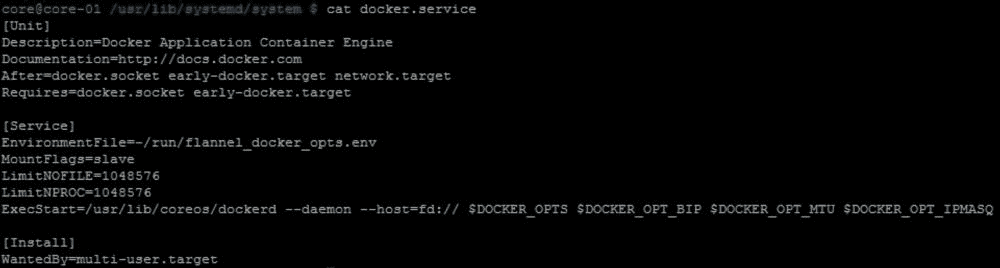 core@core-01 /usr/lib/systemd/system $ cat docker.service
[Unit]
Description=Docker Application Container Engine
Documentation=http://docs.docker.com
After=docker.socket early-docker.target network.target
Requires=docker.socket early-docker.target
[Service]
EnvironmentFile=-/run/flannel_docker_opts.env
MountFlags=slave
LimitNOFILE=1048576
LimitNPROC=1048576
ExecStart=/usr/lib/coreos/dockerd --daemon --host=fd:// $DOCKER_OPTS $DOCKER_OPT_BIP $DOCKER_OPT_MTU $DOCKER_OPT_IPMASQ
[Install]
WantedBy=multi-user.target